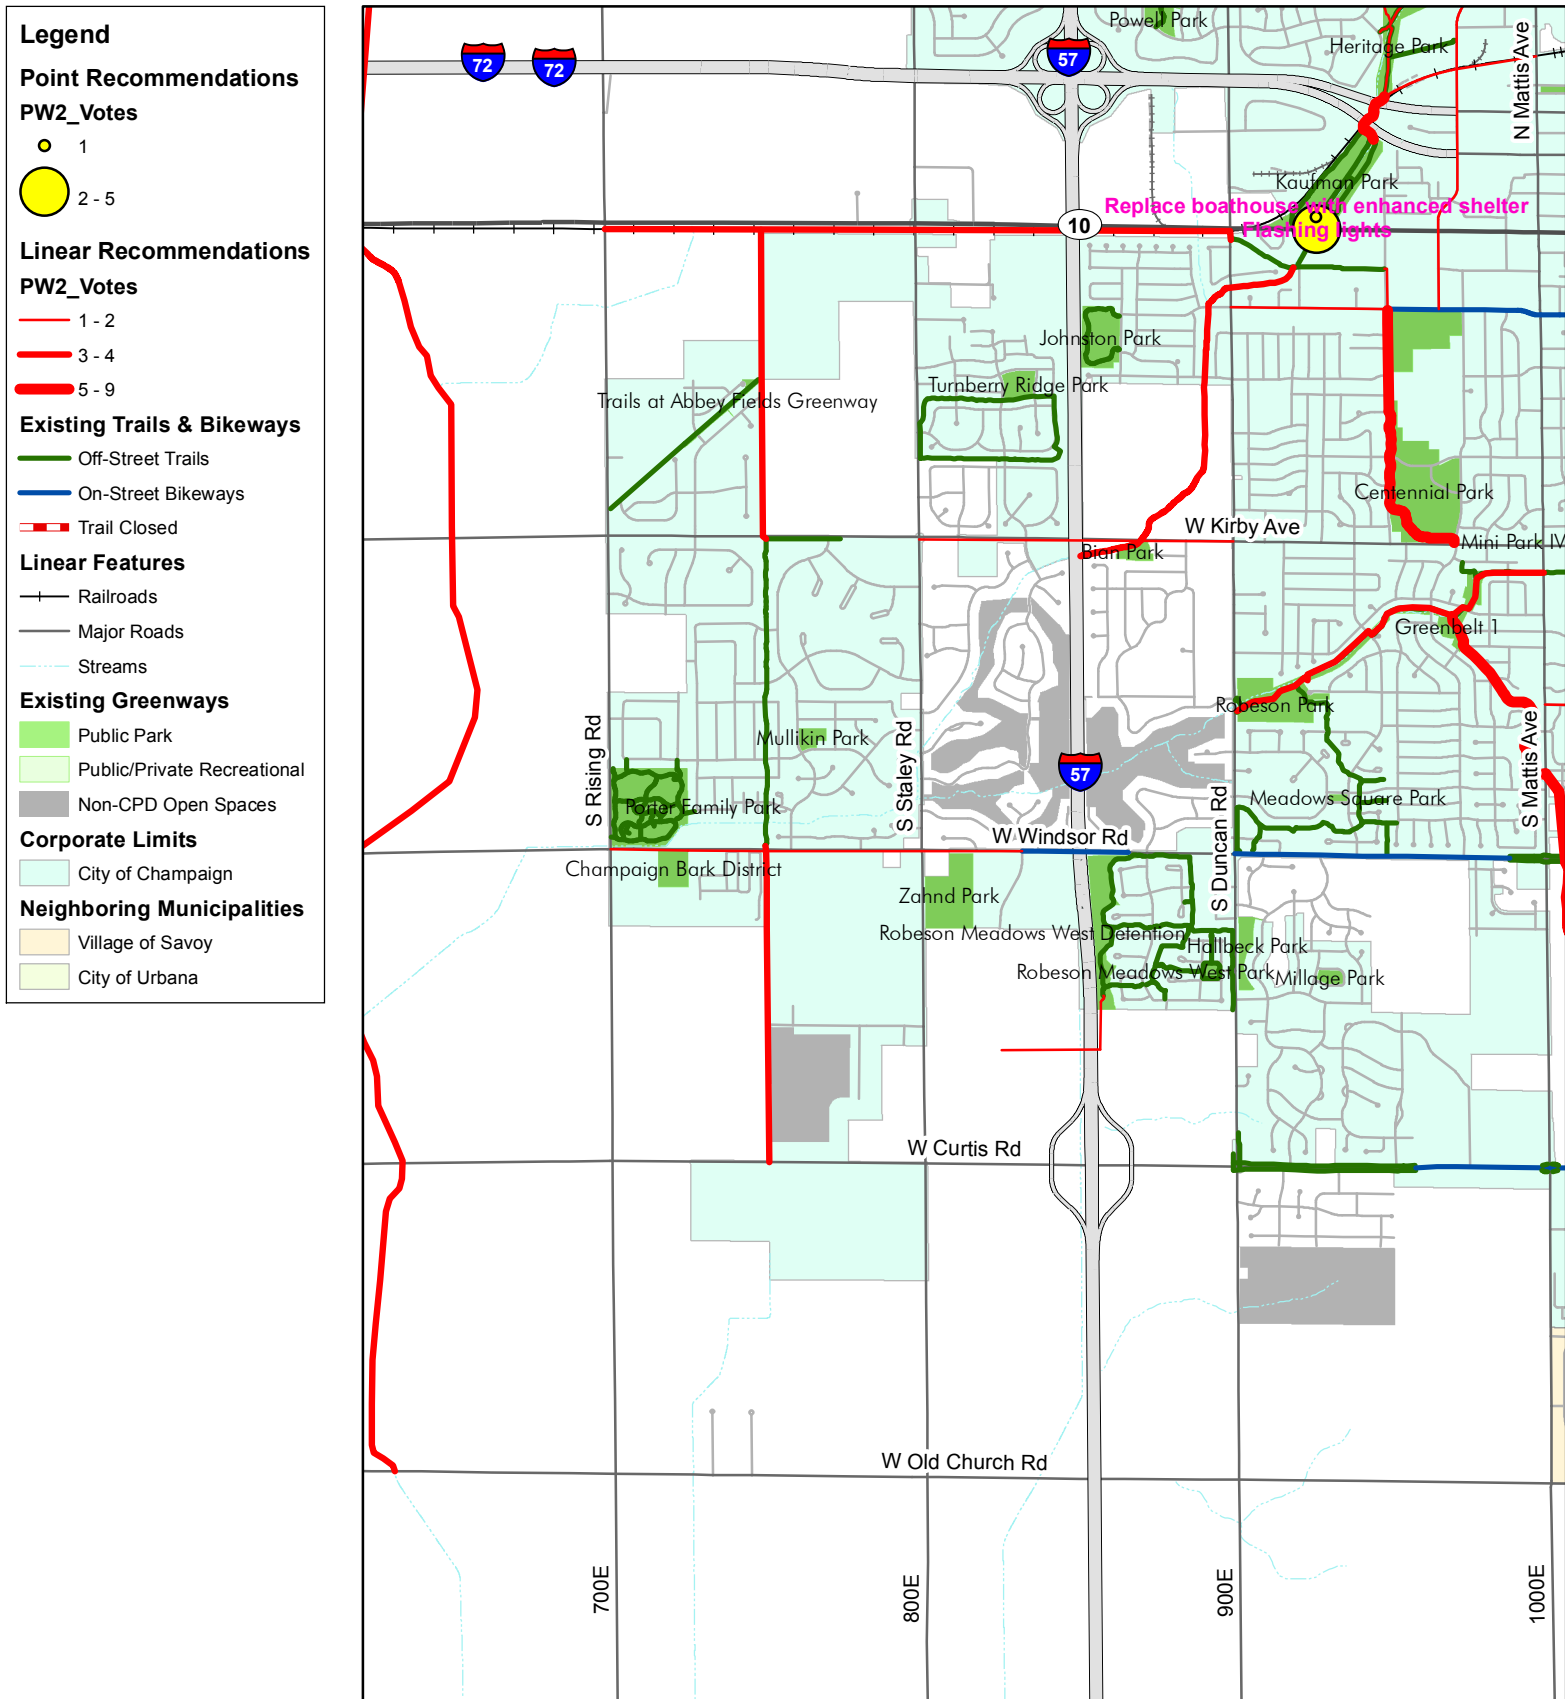 Legend
Point Recommendations
PW2_Votes
1
2 - 5
Linear Recommendations
PW2_Votes
1 - 2
3 - 4
5 - 9
Existing Trails & Bikeways
Off-Street Trails
On-Street Bikeways
Trail Closed
Linear Features
Railroads
Major Roads
Streams
Existing Greenways
Public Park
Public/Private Recreational
Non-CPD Open Spaces
Corporate Limits
City of Champaign
Neighboring Municipalities
Village of Savoy
City of Urbana
Powell Park
Heritage Park
N Mattis Ave
72
72
57
Kaufman Park
Replace boathouse with enhanced shelter
10
Flashing lights
Johnston Park
Turnberry Ridge Park
Trails at Abbey Fields Greenway
Centennial Park
W Kirby Ave
Mini Park IV
Bian Park
Greenbelt 1
Robeson Park
S Rising Rd
Mullikin Park
S Staley Rd
57
S Mattis Ave
Porter Family Park
Meadows Square Park
S Duncan Rd
W Windsor Rd
Champaign Bark District
Zahnd Park
Robeson Meadows West Detention
Hallbeck Park
Robeson Meadows West Park
Millage Park
W Curtis Rd
W Old Church Rd
700E
800E
900E
1000E